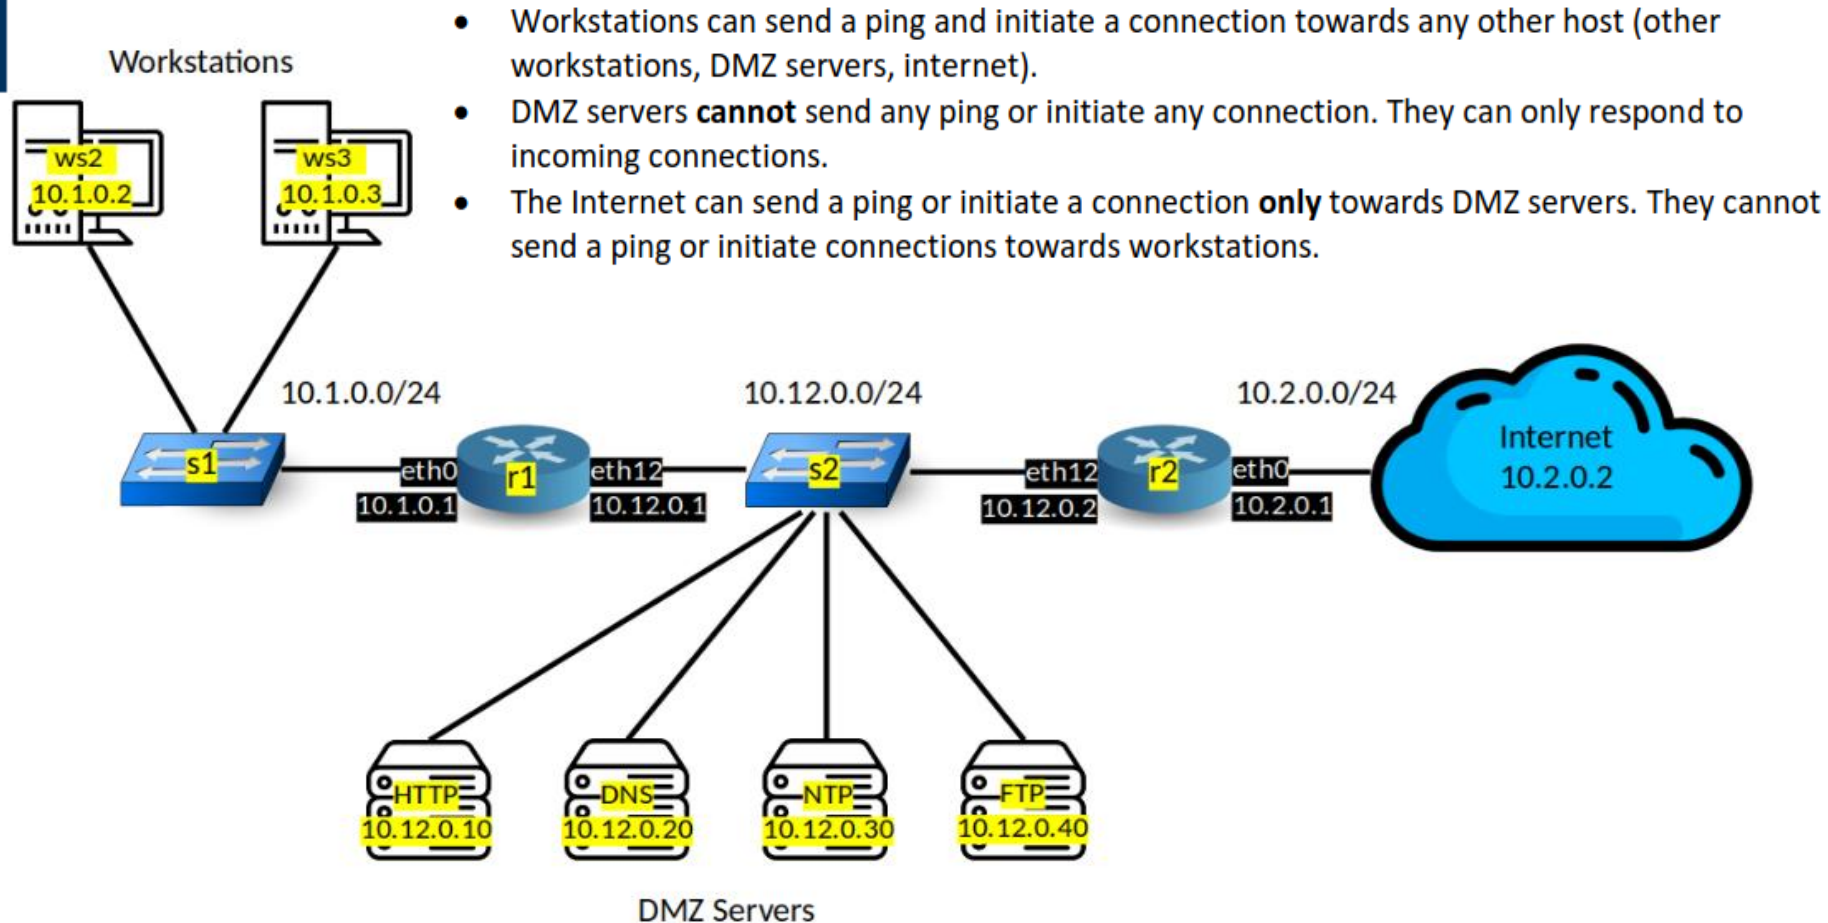 • Workstations can send a ping and initiate a connection towards any other host (other
workstations, DMZ servers, internet).
• DMZ servers cannot send any ping or initiate any connection. They can only respond to
incoming connections.
• The Internet can send a ping or initiate a connection only towards DMZ servers. They cannot
send a ping or initiate connections towards workstations.
Workstations
ws2
10.1.0.2
ws3
10.1.0.3
10.1.0.0/24
10.12.0.0/24
10.2.0.0/24
s1
eth0
10.1.0.1
r1
eth12
10.12.0.1
s2
eth12
10.12.0.2
r2
eth0
10.2.0.1
Internet
10.2.0.2
HTTP
10.12.0.10
DNS
10.12.0.20
NTP
10.12.0.30
FTP
10.12.0.40
DMZ Servers